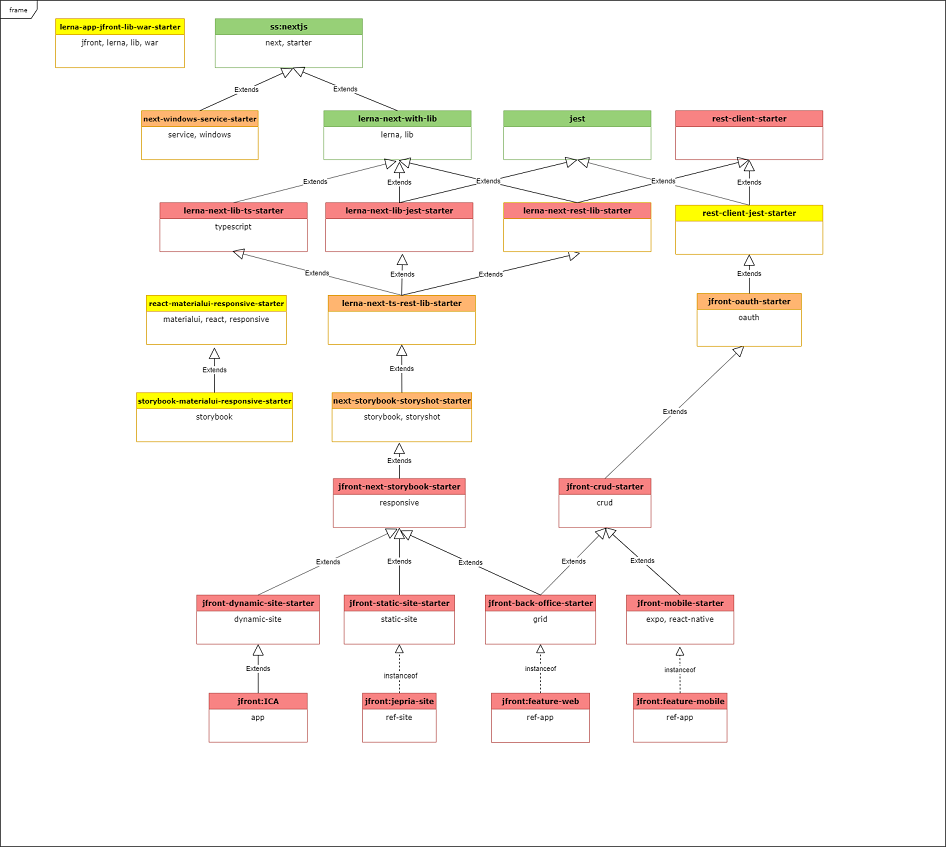 frame
lerna-app-jfront-lib-war-starter
jfront, lerna, lib, war
ss:nextjs
next, starter
Extends
Extends
next-windows-service-starter
service, windows
lerna-next-with-lib
lerna, lib
jest
rest-client-starter
Extends
Extends
Extends
Extends
Extends
lerna-next-lib-ts-starter
typescript
lerna-next-lib-jest-starter
lerna-next-rest-lib-starter
rest-client-jest-starter
Extends
Extends
Extends
Extends
react-materialui-responsive-starter
materialui, react, responsive
lerna-next-ts-rest-lib-starter
jfront-oauth-starter
oauth
Extends
Extends
storybook-materialui-responsive-starter
storybook
next-storybook-storyshot-starter
storybook, storyshot
Extends
Extends
jfront-next-storybook-starter
responsive
jfront-crud-starter
crud
Extends
Extends
Extends
Extends
Extends
jfront-dynamic-site-starter
dynamic-site
jfront-static-site-starter
static-site
jfront-back-office-starter
grid
jfront-mobile-starter
expo, react-native
Extends
instanceof
instanceof
instanceof
jfront:ICA
app
jfront:jepria-site
ref-site
jfront:feature-web
ref-app
jfront:feature-mobile
ref-app